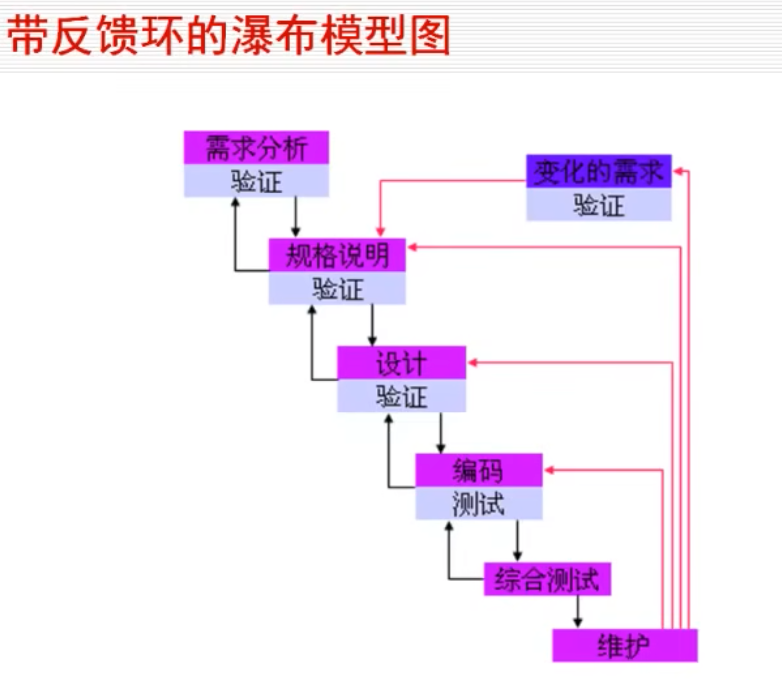 带反馈环的瀑布模型图
需求分析
验证
变化的需求
验证
规格说明
验证
设计
验证
编码
测试
综合测试
维护